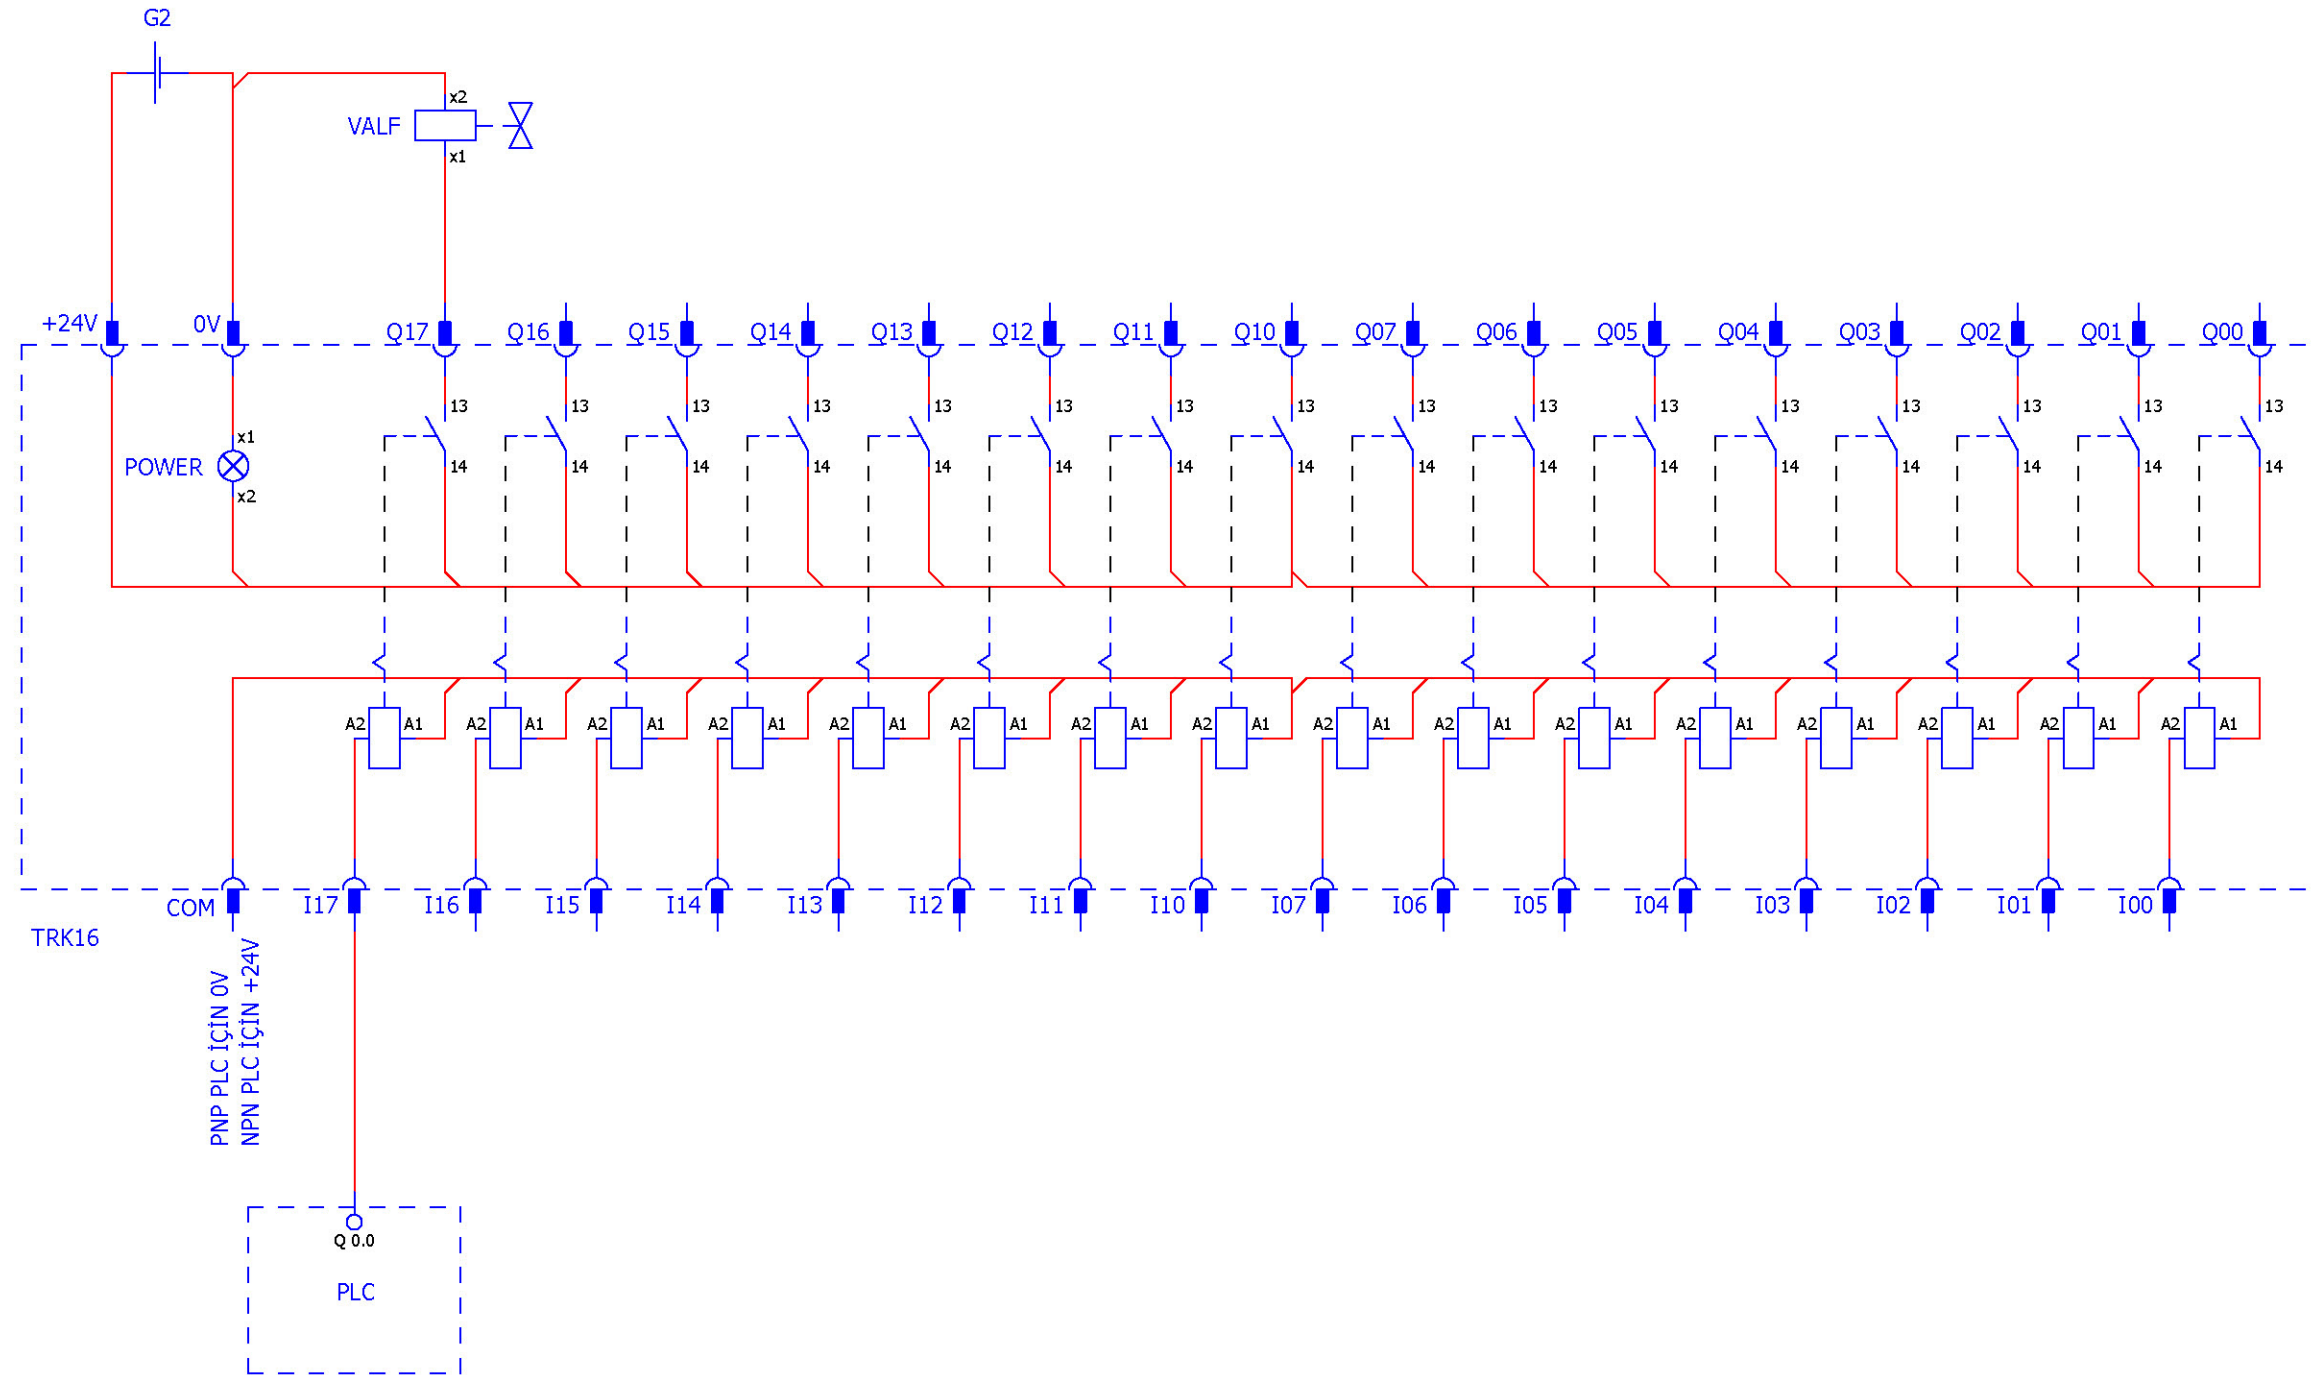 G2
x2
VALF
x1
+24V 0V Q17 Q16 Q15 Q14 Q13 Q12 Q11 Q10 Q07 Q06 Q05 Q04 Q03 Q02 Q01 Q00
13 13 13 13 13 13 13 13 13 13 13 13 13 13 13 13
x1
POWER 14 14 14 14 14 14 14 14 14 14 14 14 14 14 14 14
x2
A2 A1 A2 A1 A2 A1 A2 A1 A2 A1 A2 A1 A2 A1 A2 A1 A2 A1 A2 A1 A2 A1 A2 A1 A2 A1 A2 A1 A2 A1 A2 A1
COM I17 I16 I15 I14 I13 I12 I11 I10 I07 I06 I05 I04 I03 I02 I01 I00
TRK16
PNP PLC İÇİN 0V
NPN PLC İÇİN +24V
Q 0.0
PLC